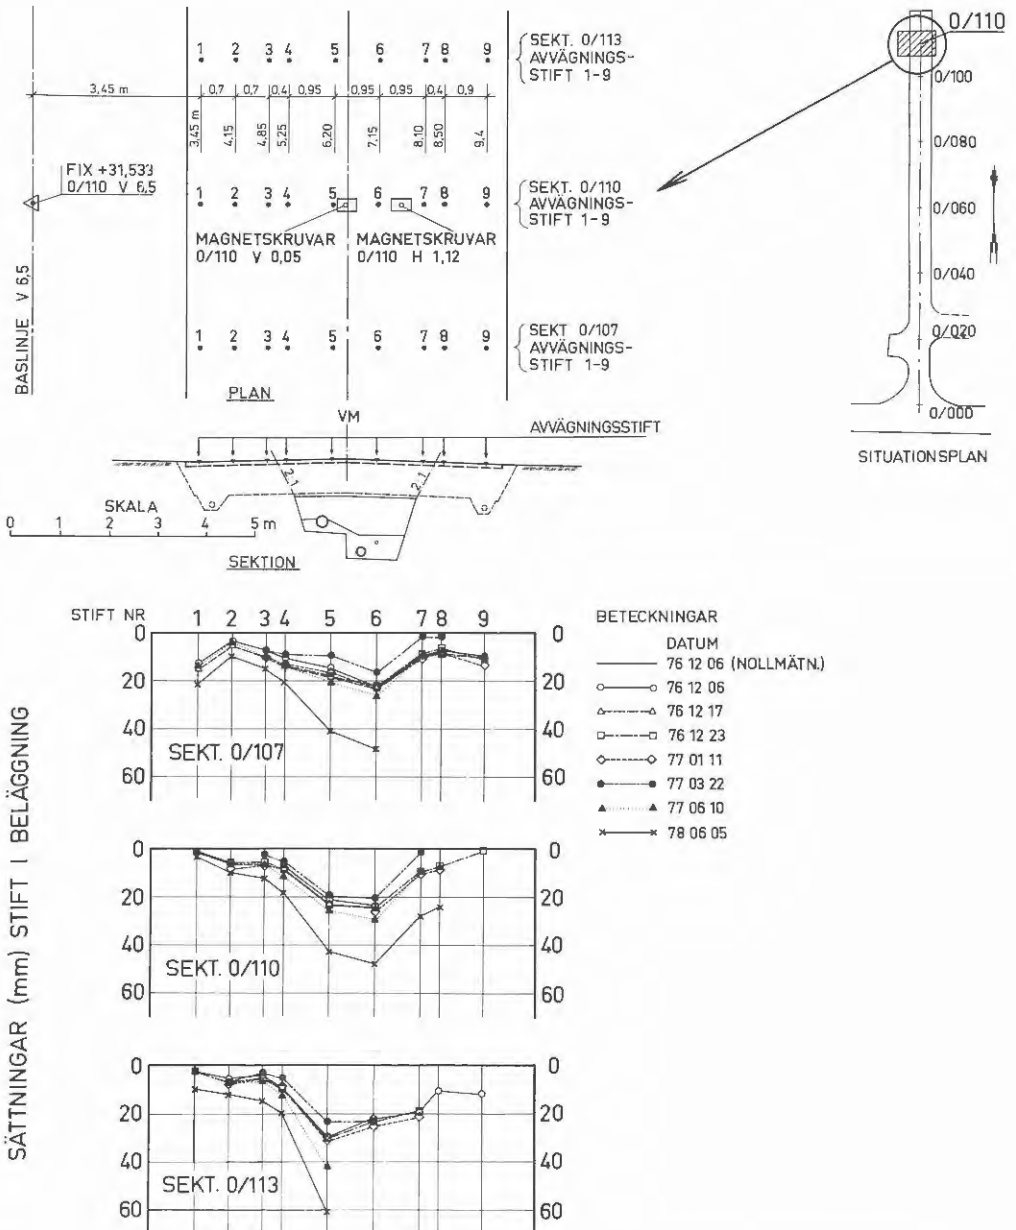 1 2 3 4 5 6 7 8 9
SEKT. 0/113
AVVÄGNINGS-
STIFT 1-9
3,45 m
0,7 0,7 0,4 0,95 0,95 0,95 0,4 0,9
3,45 m
4,15
4,85
5,25
6,20
7,15
8,10
8,50
9,4
FIX +31,533
0/110 V 6,5
1 2 3 4 5 6 7 8 9
SEKT. 0/110
AVVÄGNINGS-
STIFT 1-9
MAGNETSKRUVAR
0/110 V 0,05
MAGNETSKRUVAR
0/110 H 1,12
BASLINJE V 6,5
1 2 3 4 5 6 7 8 9
SEKT 0/107
AVVÄGNINGS-
STIFT 1-9
PLAN
0/110
0/100
0/080
0/060
0/040
0/020
0/000
SITUATIONSPLAN
VM
AVVÄGNINGSSTIFT
2:1
2:1
SKALA
0 1 2 3 4 5 m
SEKTION
SÄTTNINGAR (mm) STIFT I BELÄGGNING
STIFT NR 1 2 3 4 5 6 7 8 9
0 0
20 20
40 40
60 60
SEKT. 0/107
0 0
20 20
40 40
60 60
SEKT. 0/110
0 0
20 20
40 40
60 60
SEKT. 0/113
BETECKNINGAR
DATUM
76 12 06 (NOLLMÄTN.)
76 12 06
76 12 17
76 12 23
77 01 11
77 03 22
77 06 10
78 06 05